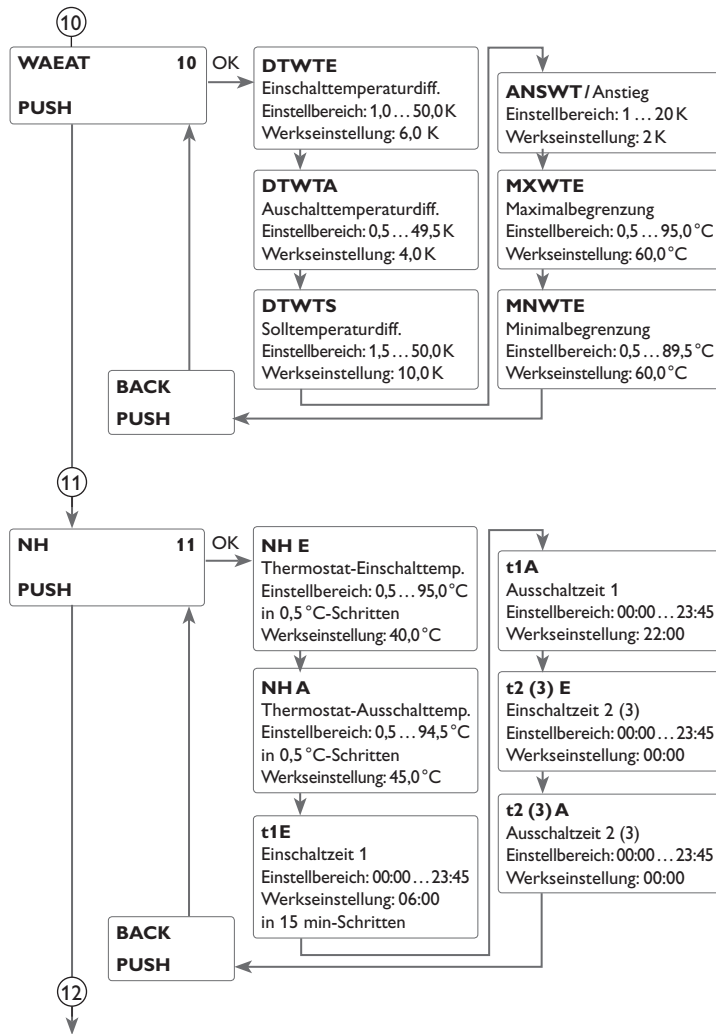 10
WAEAT 10
PUSH
OK
DTWTE
Einschalttemperaturdiff.
Einstellbereich: 1,0 … 50,0 K
Werkseinstellung: 6,0 K
DTWTA
Auschalttemperaturdiff.
Einstellbereich: 0,5 … 49,5 K
Werkseinstellung: 4,0 K
DTWTS
Solltemperaturdiff.
Einstellbereich: 1,5 … 50,0 K
Werkseinstellung: 10,0 K
ANSWT / Anstieg
Einstellbereich: 1 … 20 K
Werkseinstellung: 2 K
MXWTE
Maximalbegrenzung
Einstellbereich: 0,5 … 95,0 °C
Werkseinstellung: 60,0 °C
MNWTE
Minimalbegrenzung
Einstellbereich: 0,5 … 89,5 °C
Werkseinstellung: 60,0 °C
BACK
PUSH
11
NH 11
PUSH
OK
NH E
Thermostat-Einschalttemp.
Einstellbereich: 0,5 … 95,0 °C
in 0,5 °C-Schritten
Werkseinstellung: 40,0 °C
NH A
Thermostat-Ausschalttemp.
Einstellbereich: 0,5 … 94,5 °C
in 0,5 °C-Schritten
Werkseinstellung: 45,0 °C
t1E
Einschaltzeit 1
Einstellbereich: 00:00 … 23:45
Werkseinstellung: 06:00
in 15 min-Schritten
t1A
Ausschaltzeit 1
Einstellbereich: 00:00 … 23:45
Werkseinstellung: 22:00
t2 (3) E
Einschaltzeit 2 (3)
Einstellbereich: 00:00 … 23:45
Werkseinstellung: 00:00
t2 (3) A
Ausschaltzeit 2 (3)
Einstellbereich: 00:00 … 23:45
Werkseinstellung: 00:00
BACK
PUSH
12